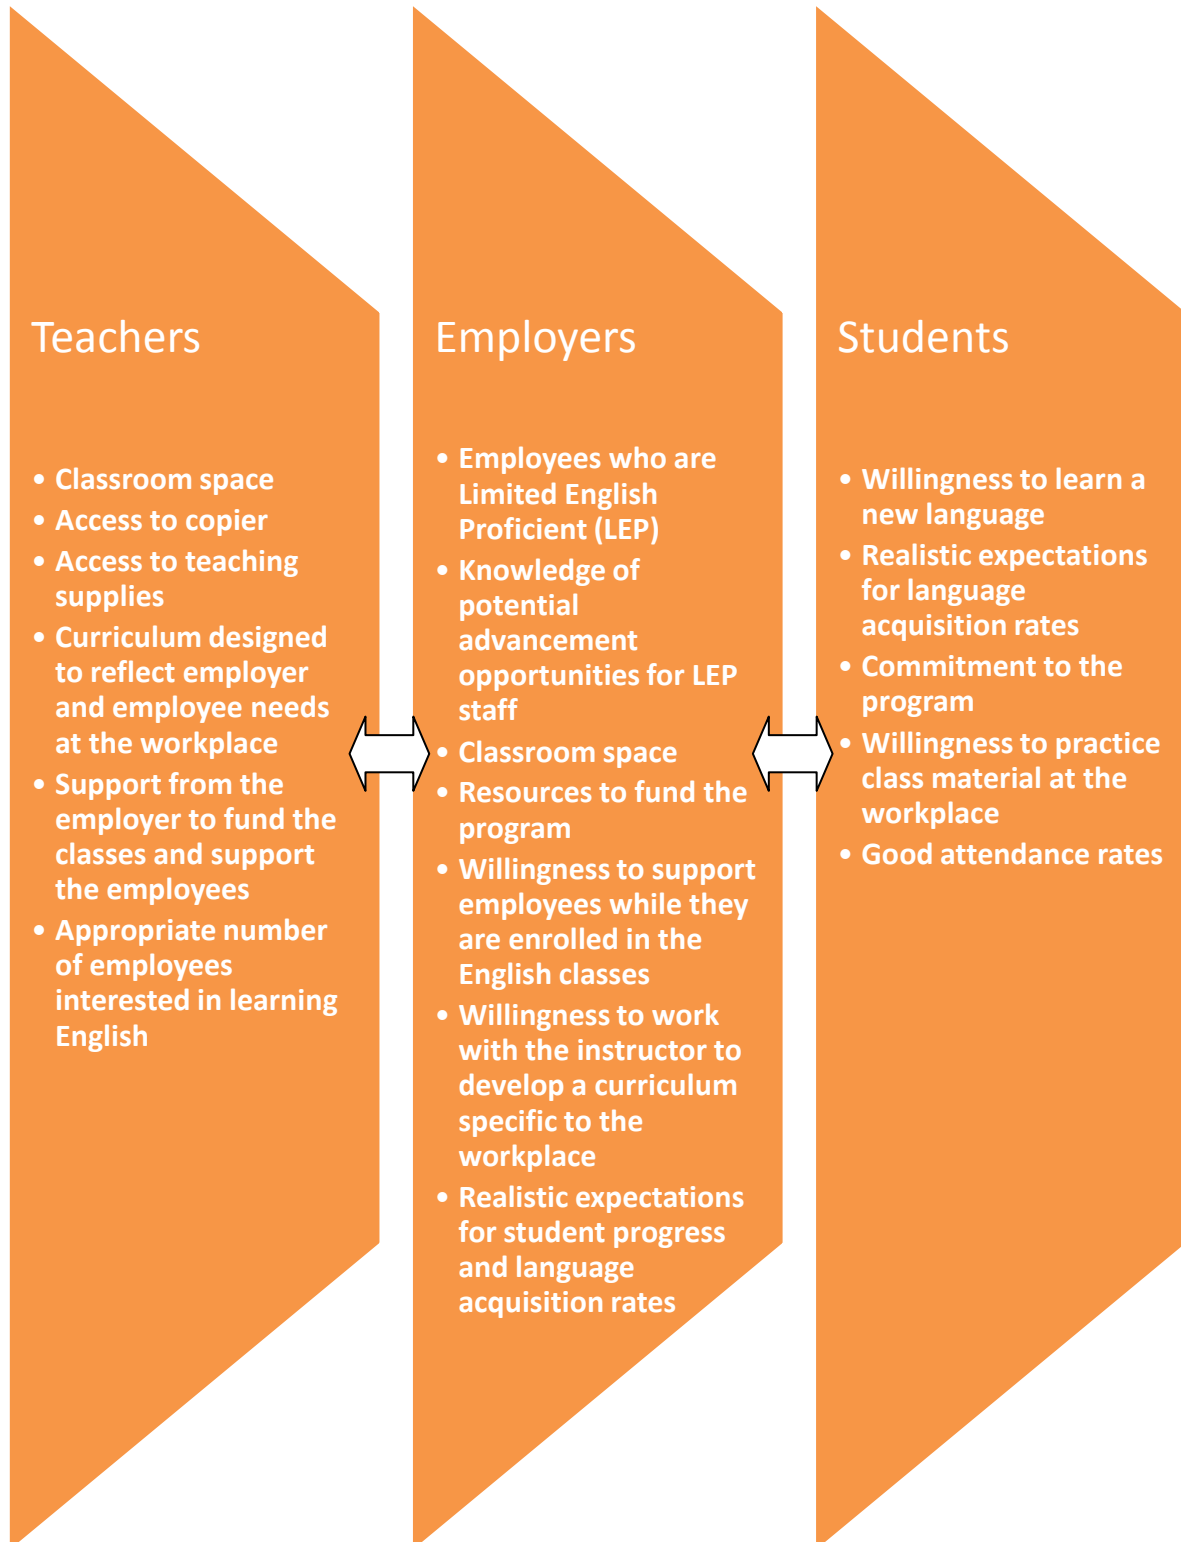 Teachers
• Classroom space
• Access to copier
• Access to teaching
supplies
• Curriculum designed
to reflect employer
and employee needs
at the workplace
• Support from the
employer to fund the
classes and support
the employees
• Appropriate number
of employees
interested in learning
English
Employers
• Employees who are
Limited English
Proficient (LEP)
• Knowledge of
potential
advancement
opportunities for LEP
staff
• Classroom space
• Resources to fund the
program
• Willingness to support
employees while they
are enrolled in the
English classes
• Willingness to work
with the instructor to
develop a curriculum
specific to the
workplace
• Realistic expectations
for student progress
and language
acquisition rates
Students
• Willingness to learn a
new language
• Realistic expectations
for language
acquisition rates
• Commitment to the
program
• Willingness to practice
class material at the
workplace
• Good attendance rates